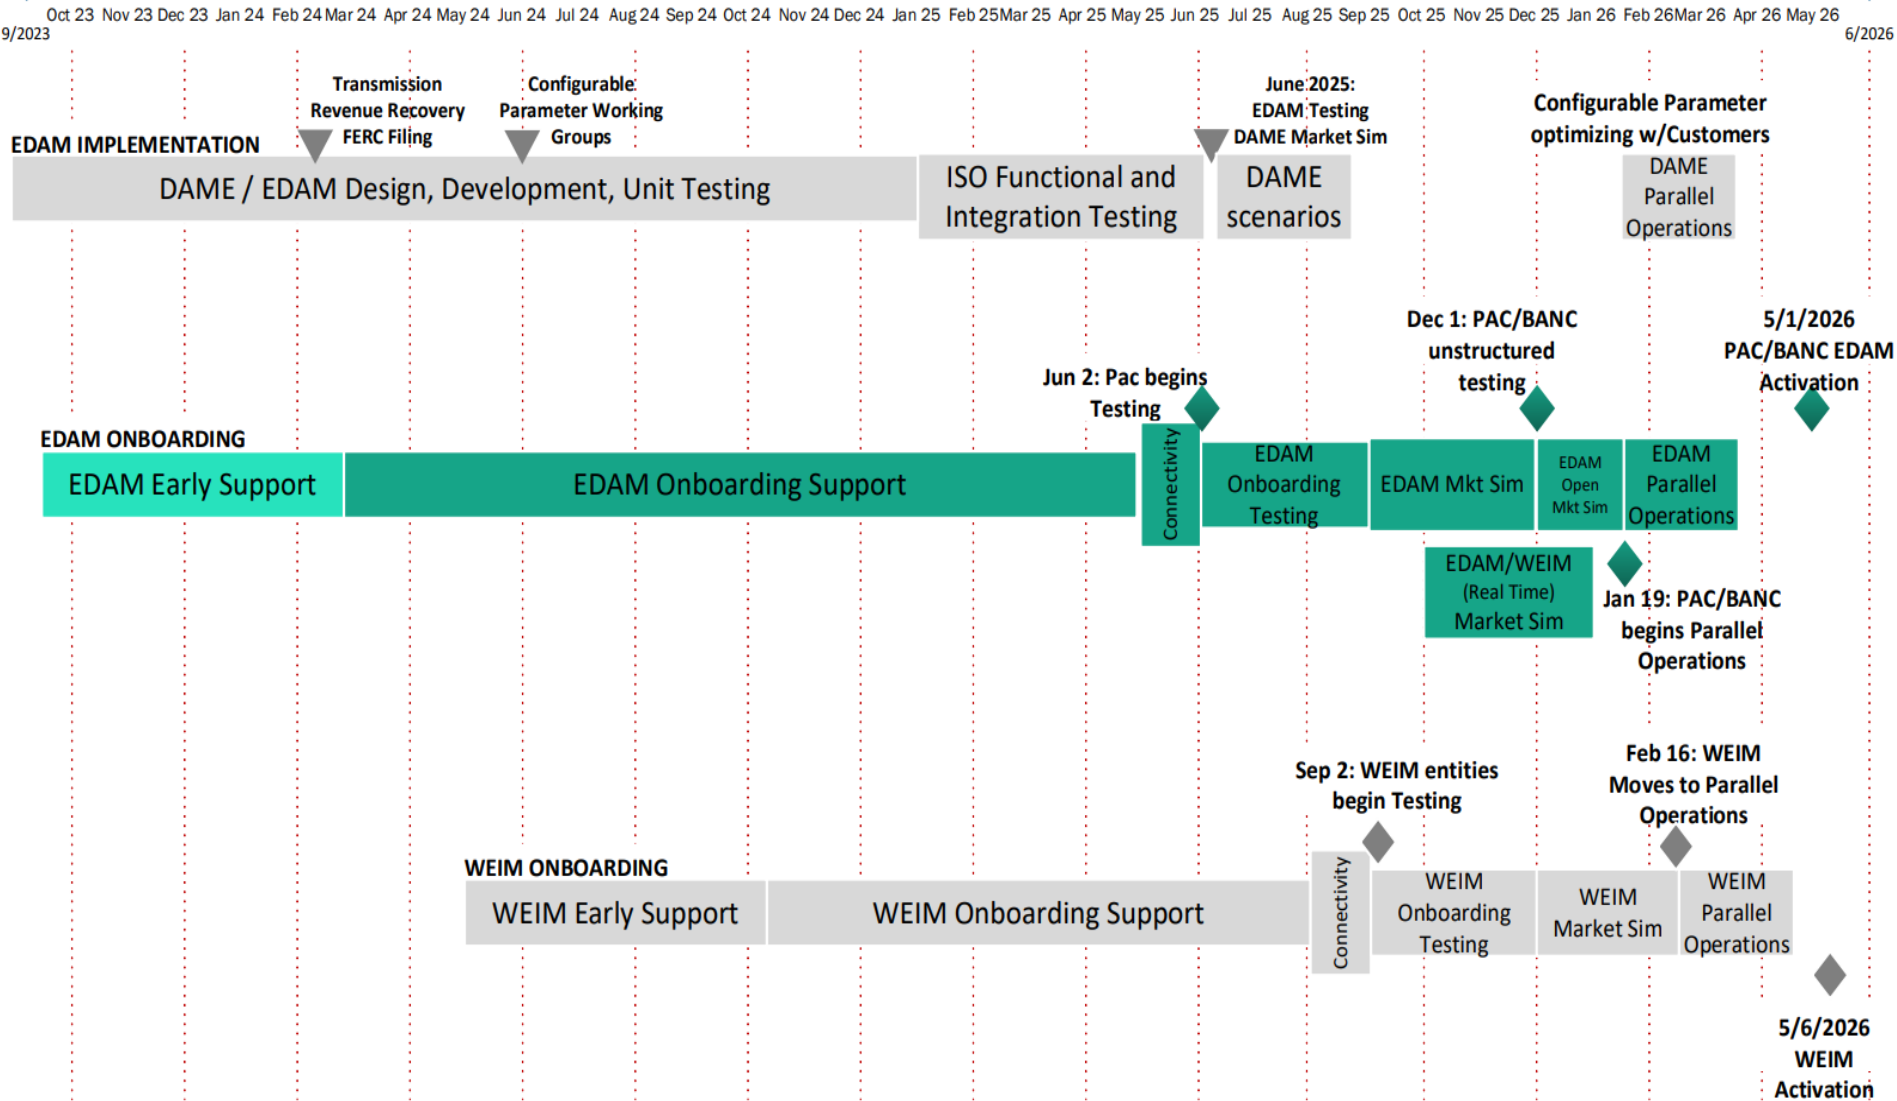 Oct 23 Nov 23 Dec 23 Jan 24 Feb 24 Mar 24 Apr 24 May 24 Jun 24 Jul 24 Aug 24 Sep 24 Oct 24 Nov 24 Dec 24 Jan 25 Feb 25 Mar 25 Apr 25 May 25 Jun 25 Jul 25 Aug 25 Sep 25 Oct 25 Nov 25 Dec 25 Jan 26 Feb 26 Mar 26 Apr 26 May 26
9/2023
6/2026
Transmission
Revenue Recovery
FERC Filing
Configurable
Parameter Working
Groups
June 2025:
EDAM Testing
DAME Market Sim
Configurable Parameter
optimizing w/Customers
EDAM IMPLEMENTATION
DAME / EDAM Design, Development, Unit Testing
ISO Functional and
Integration Testing
DAME
scenarios
DAME
Parallel
Operations
Jun 2: Pac begins
Testing
Dec 1: PAC/BANC
unstructured
testing
5/1/2026
PAC/BANC EDAM
Activation
EDAM ONBOARDING
EDAM Early Support
EDAM Onboarding Support
Connectivity
EDAM
Onboarding
Testing
EDAM Mkt Sim
EDAM
Open
Mkt Sim
EDAM
Parallel
Operations
EDAM/WEIM
(Real Time)
Market Sim
Jan 19: PAC/BANC
begins Parallel
Operations
Sep 2: WEIM entities
begin Testing
Feb 16: WEIM
Moves to Parallel
Operations
WEIM ONBOARDING
WEIM Early Support
WEIM Onboarding Support
Connectivity
WEIM
Onboarding
Testing
WEIM
Market Sim
WEIM
Parallel
Operations
5/6/2026
WEIM
Activation